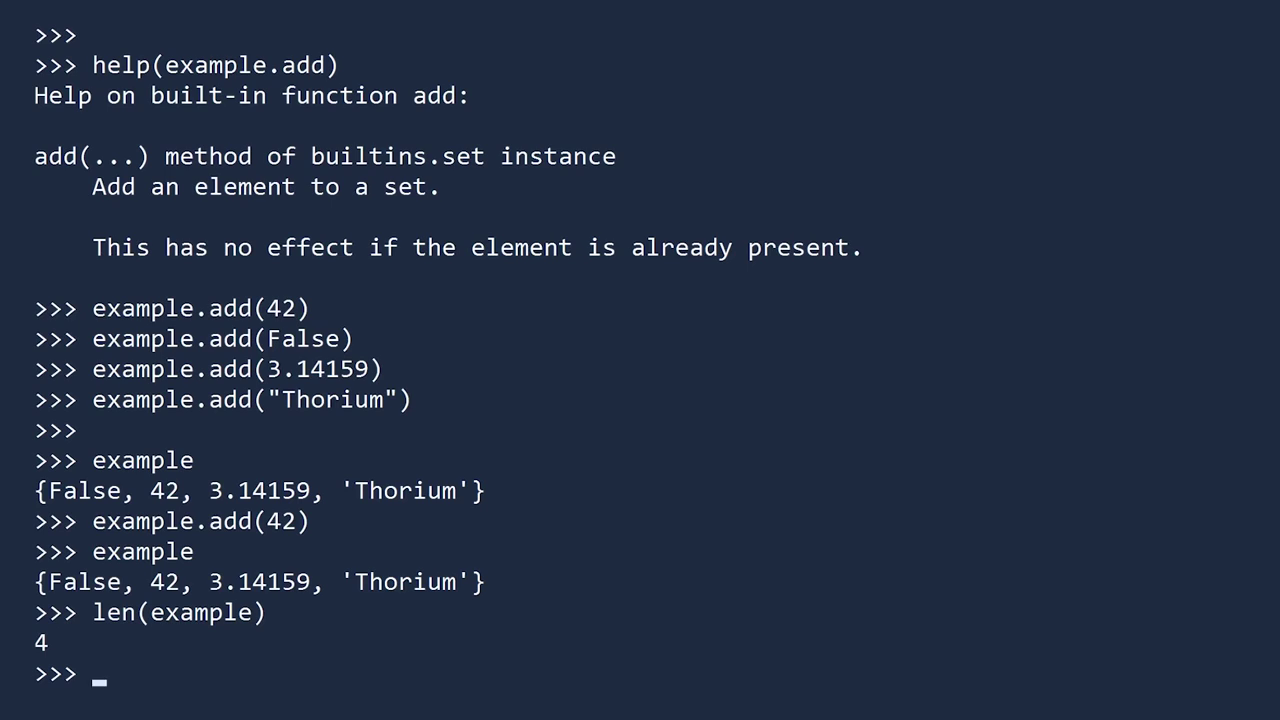 >>>
>>> help(example.add)
Help on built-in function add:
add(...) method of builtins.set instance
Add an element to a set.
This has no effect if the element is already present.
>>> example.add(42)
>>> example.add(False)
>>> example.add(3.14159)
>>> example.add("Thorium")
>>>
>>> example
{False, 42, 3.14159, 'Thorium'}
>>> example.add(42)
>>> example
{False, 42, 3.14159, 'Thorium'}
>>> len(example)
4
>>> _